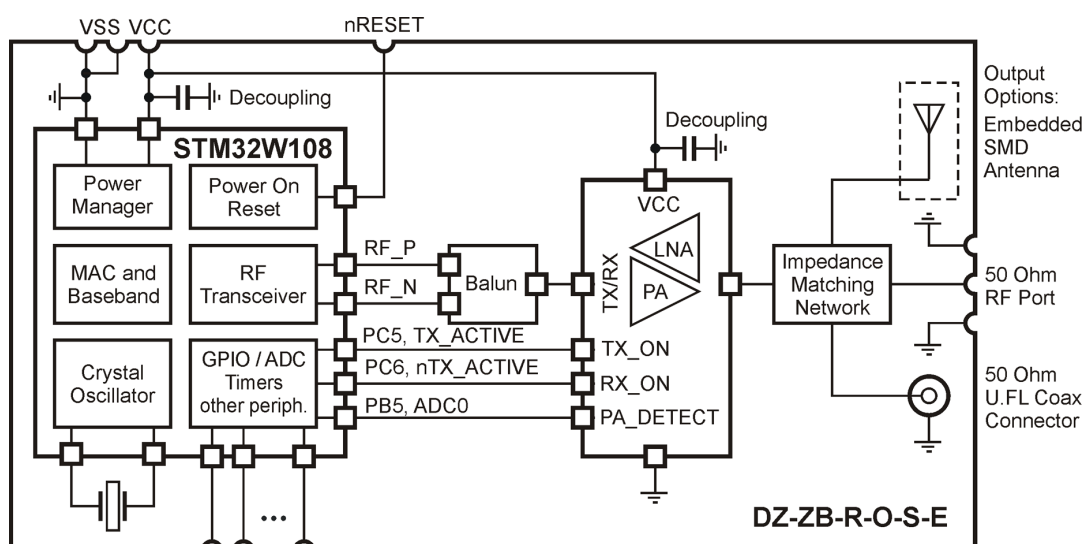 VSS VCC
nRESET
Decoupling
Decoupling
STM32W108
Power
Manager
Power On
Reset
MAC and
Baseband
RF
Transceiver
Crystal
Oscillator
GPIO / ADC
Timers
other periph.
RF_P
RF_N
Balun
PC5, TX_ACTIVE
PC6, nTX_ACTIVE
PB5, ADC0
VCC
TX/RX
LNA
PA
TX_ON
RX_ON
PA_DETECT
Impedance
Matching
Network
Output
Options:
Embedded
SMD
Antenna
50 Ohm
RF Port
50 Ohm
U.FL Coax
Connector
...
DZ-ZB-R-O-S-E